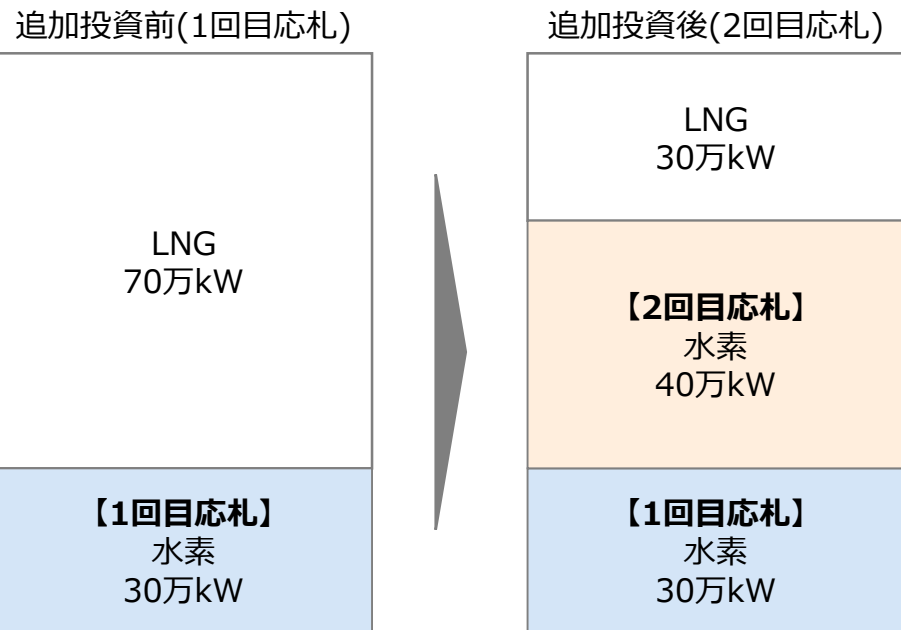 追加投資前(1回目応札)
LNG
70万kW
【1回目応札】
水素
30万kW
追加投資後(2回目応札)
LNG
30万kW
【2回目応札】
水素
40万kW
【1回目応札】
水素
30万kW